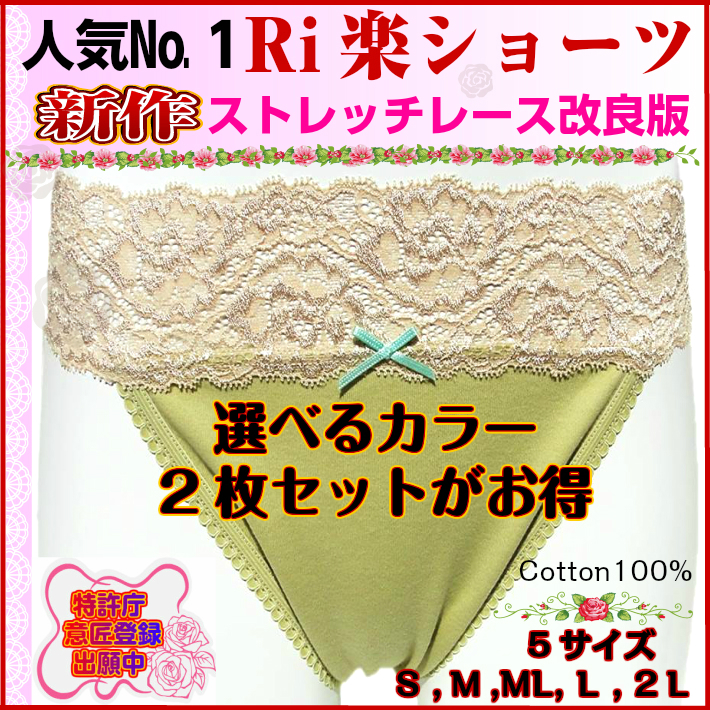 人気No.1Ri楽ショーツ
新作ストレッチレース改良版
選べるカラー
2枚セットがお得
Cotton100%
特許庁
意匠登録
出願中
5サイズ
S,M,ML,L,2L